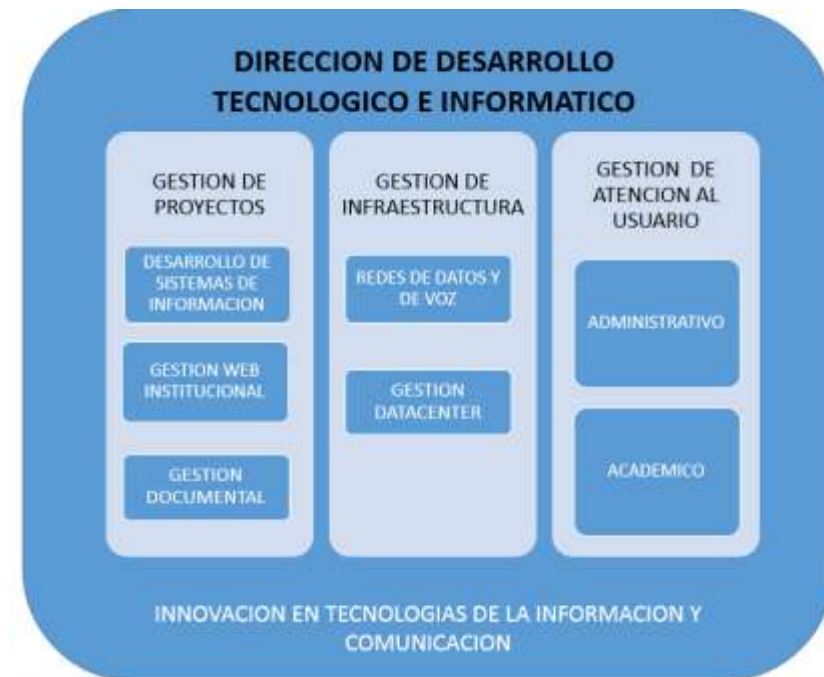 DIRECCION DE DESARROLLO
TECNOLOGICO E INFORMATICO
GESTION DE
PROYECTOS
DESARROLLO DE
SISTEMAS DE
INFORMACION
GESTION WEB
INSTITUCIONAL
GESTION
DOCUMENTAL
GESTION DE
INFRAESTRUCTURA
REDES DE DATOS Y
DE VOZ
GESTION
DATACENTER
GESTION DE
ATENCION AL
USUARIO
ADMINISTRATIVO
ACADEMICO
INNOVACION EN TECNOLOGIAS DE LA INFORMACION Y
COMUNICACION